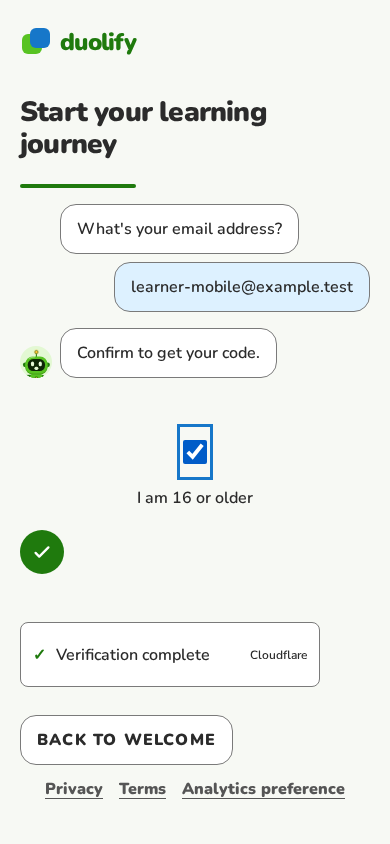 duolify
Start your learning
journey
What's your email address?
learner-mobile@example.test
Confirm to get your code.
I am 16 or older
✓ Verification complete Cloudflare
BACK TO WELCOME
Privacy Terms Analytics preference